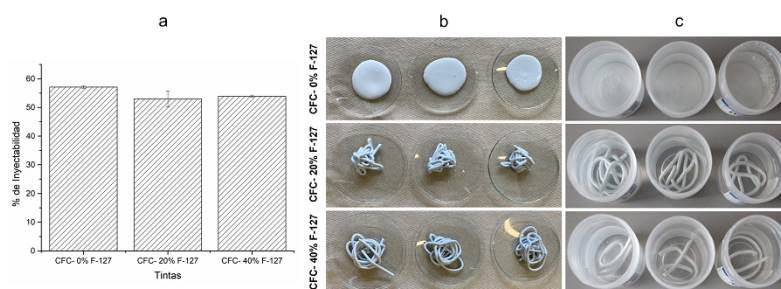 a
b
c
% de Inyectabilidad
60
50
40
30
20
10
0
CFC- 0% F-127
CFC- 20% F-127
CFC- 40% F-127
Tintas
CFC- 0% F-127
CFC- 20% F-127
CFC- 40% F-127